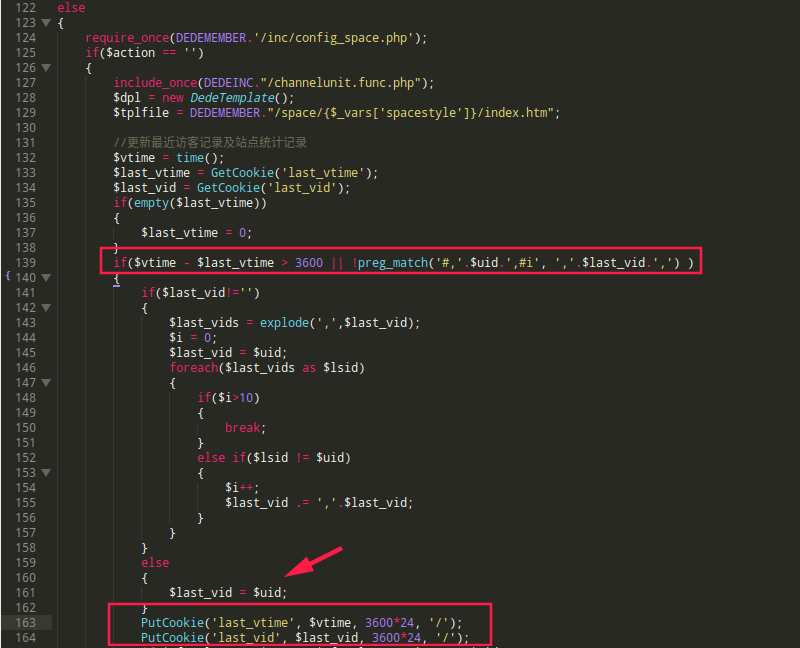 122 else
123 {
124 require_once(DEDEMEMBER.'/inc/config_space.php');
125 if($action == '')
126 {
127 include_once(DEDEINC."/channelunit.func.php");
128 $dpl = new DedeTemplate();
129 $tplfile = DEDEMEMBER."/space/{$_vars['spacestyle']}/index.htm";
130
131 //更新最近访客记录及站点统计记录
132 $vtime = time();
133 $last_vtime = GetCookie('last_vtime');
134 $last_vid = GetCookie('last_vid');
135 if(empty($last_vtime))
136 {
137 $last_vtime = 0;
138 }
139 if($vtime - $last_vtime > 3600 || !preg_match('#,'.$uid.',#i', ','.$last_vid.',') )
{ 140 {
141 if($last_vid!='')
142 {
143 $last_vids = explode(',',$last_vid);
144 $i = 0;
145 $last_vid = $uid;
146 foreach($last_vids as $lsid)
147 {
148 if($i>10)
149 {
150 break;
151 }
152 else if($lsid != $uid)
153 {
154 $i++;
155 $last_vid .= ','.$last_vid;
156 }
157 }
158 }
159 else
160 {
161 $last_vid = $uid;
162 }
163 PutCookie('last_vtime', $vtime, 3600*24, '/');
164 PutCookie('last_vid', $last_vid, 3600*24, '/');